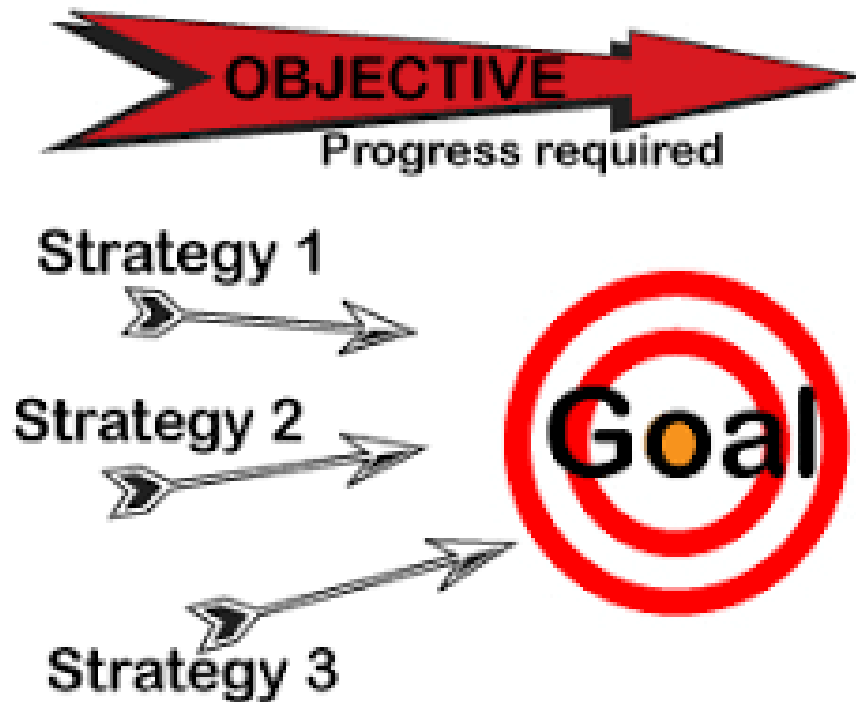 OBJECTIVE
Progress required
Strategy 1
Strategy 2
Goal
Strategy 3